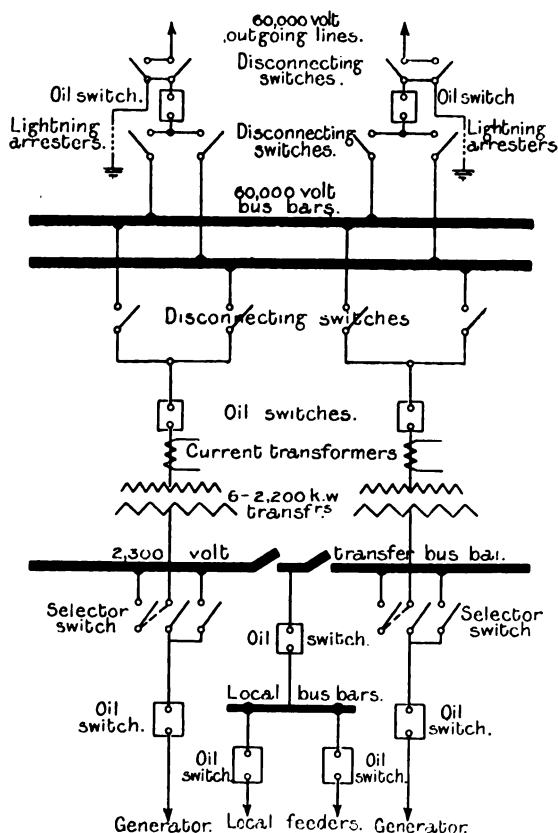 60,000 volt
outgoing lines.
Disconnecting
switches.
Oil switch.
Oil switch
Lightning
arresters.
Disconnecting
switches.
Lightning
arresters
60,000 volt
bus bars.
Disconnecting switches
Oil switches.
Current transformers
6-2,200 k.w
transfrs
2,300 volt transfer bus bar.
Selector
switch
Selector
switch
Oil switch.
Local bus bars.
Oil
switch.
Oil
switch.
Oil
switch.
Oil
switch.
Generator. Local feeders. Generator.